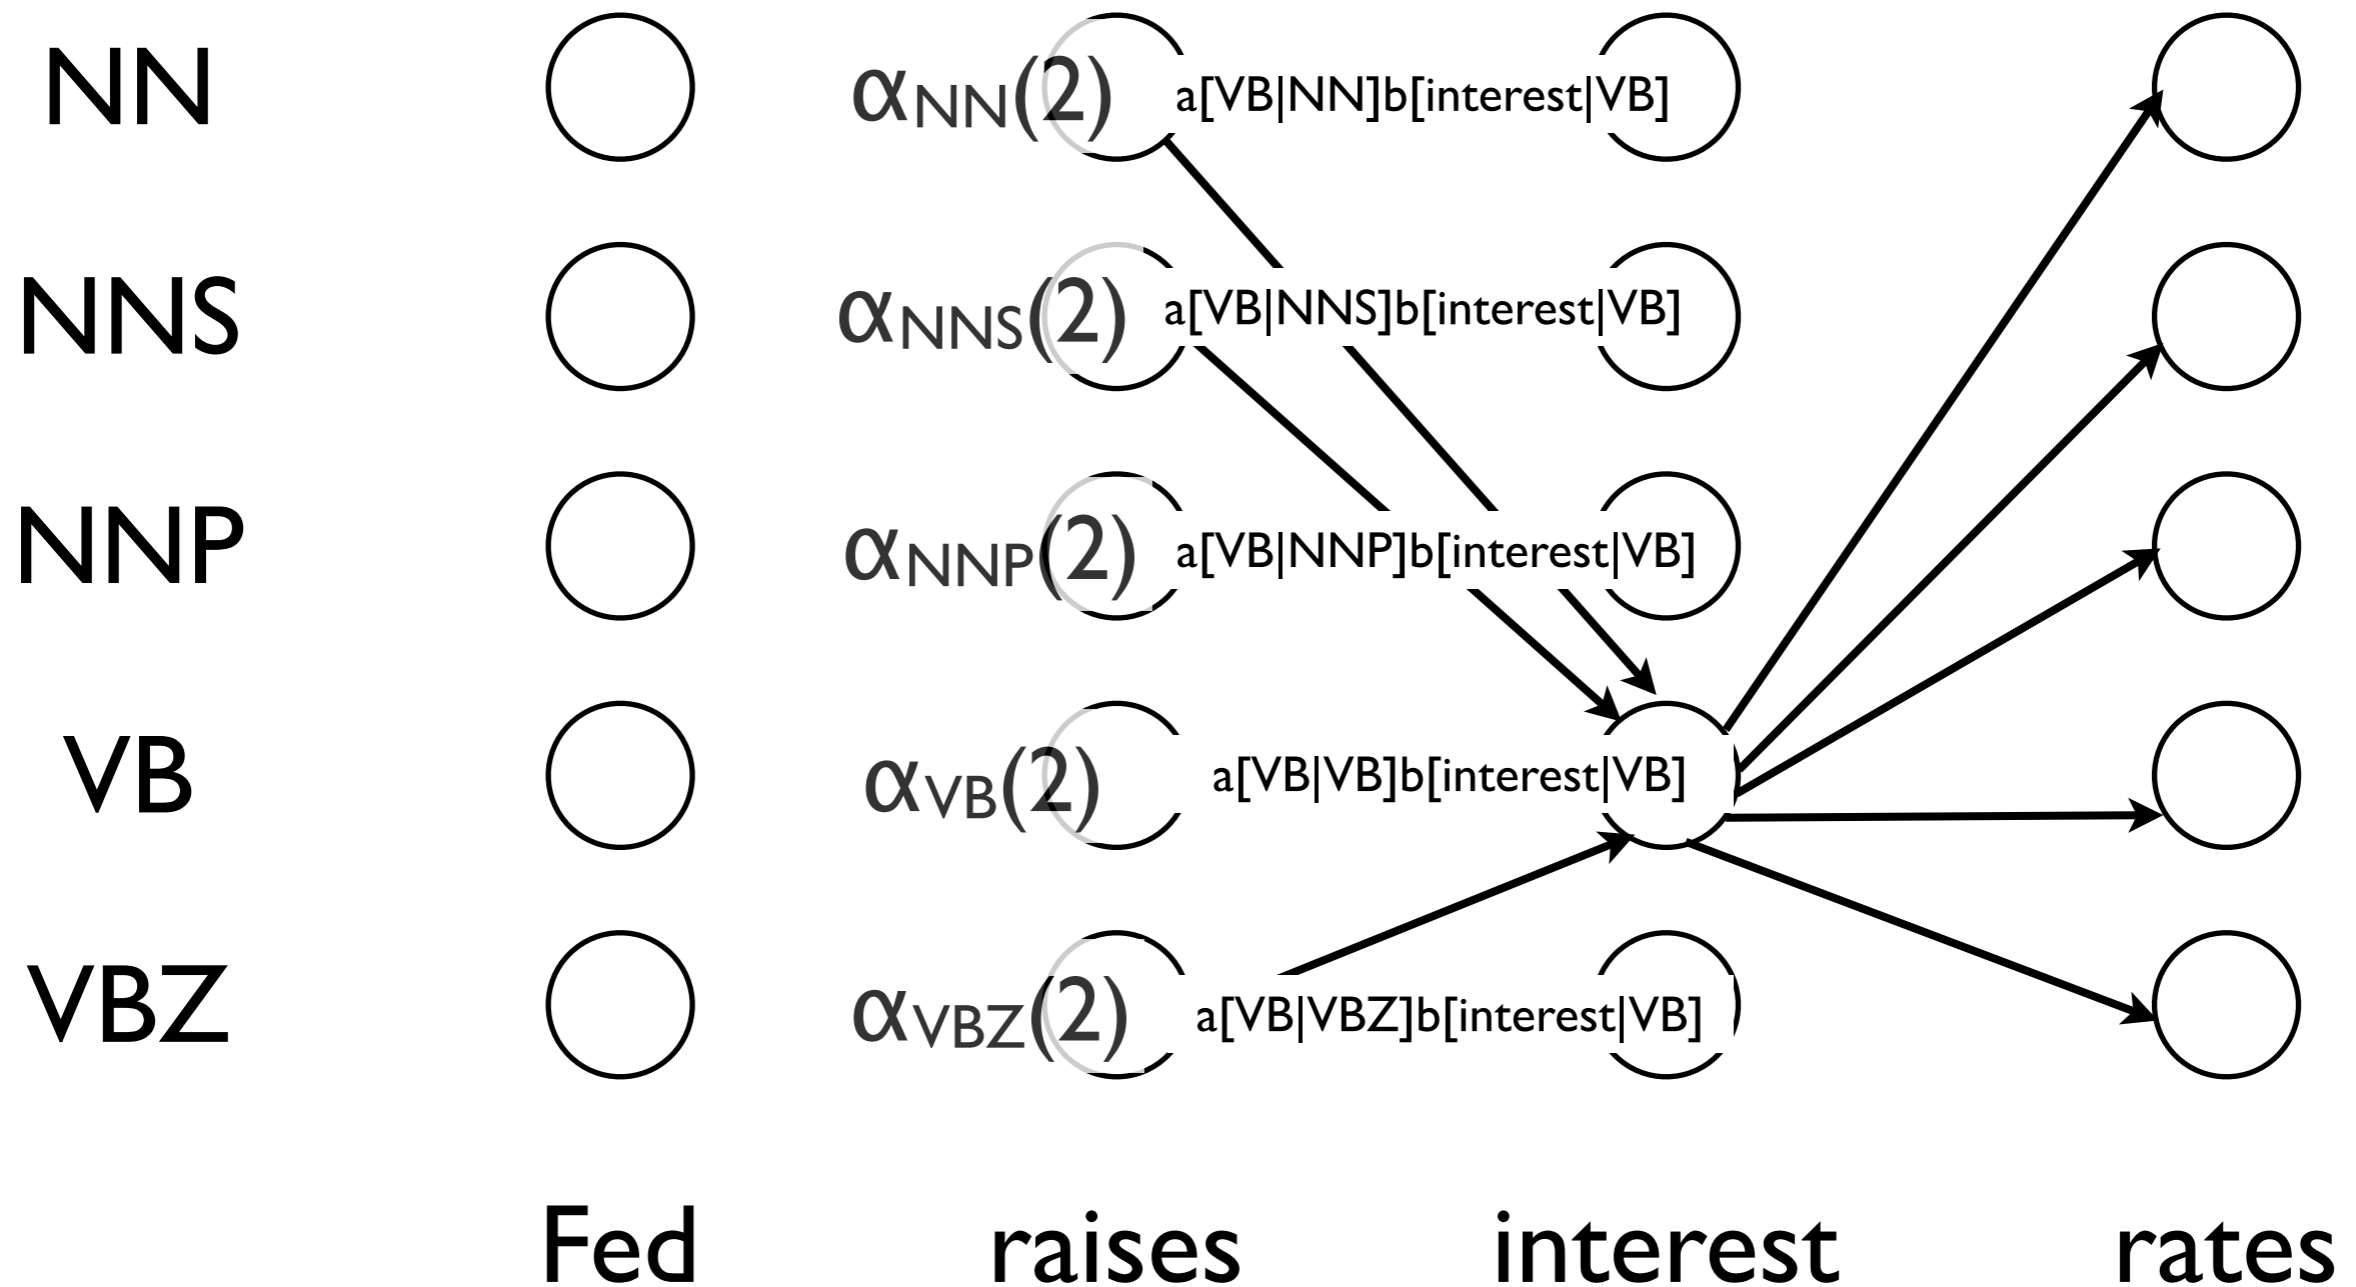 NN αNN(2) a[VB|NN]b[interest|VB]
NNS αNNS(2) a[VB|NNS]b[interest|VB]
NNP αNNP(2) a[VB|NNP]b[interest|VB]
VB αVB(2) a[VB|VB]b[interest|VB]
VBZ αVBZ(2) a[VB|VBZ]b[interest|VB]
Fed raises interest rates